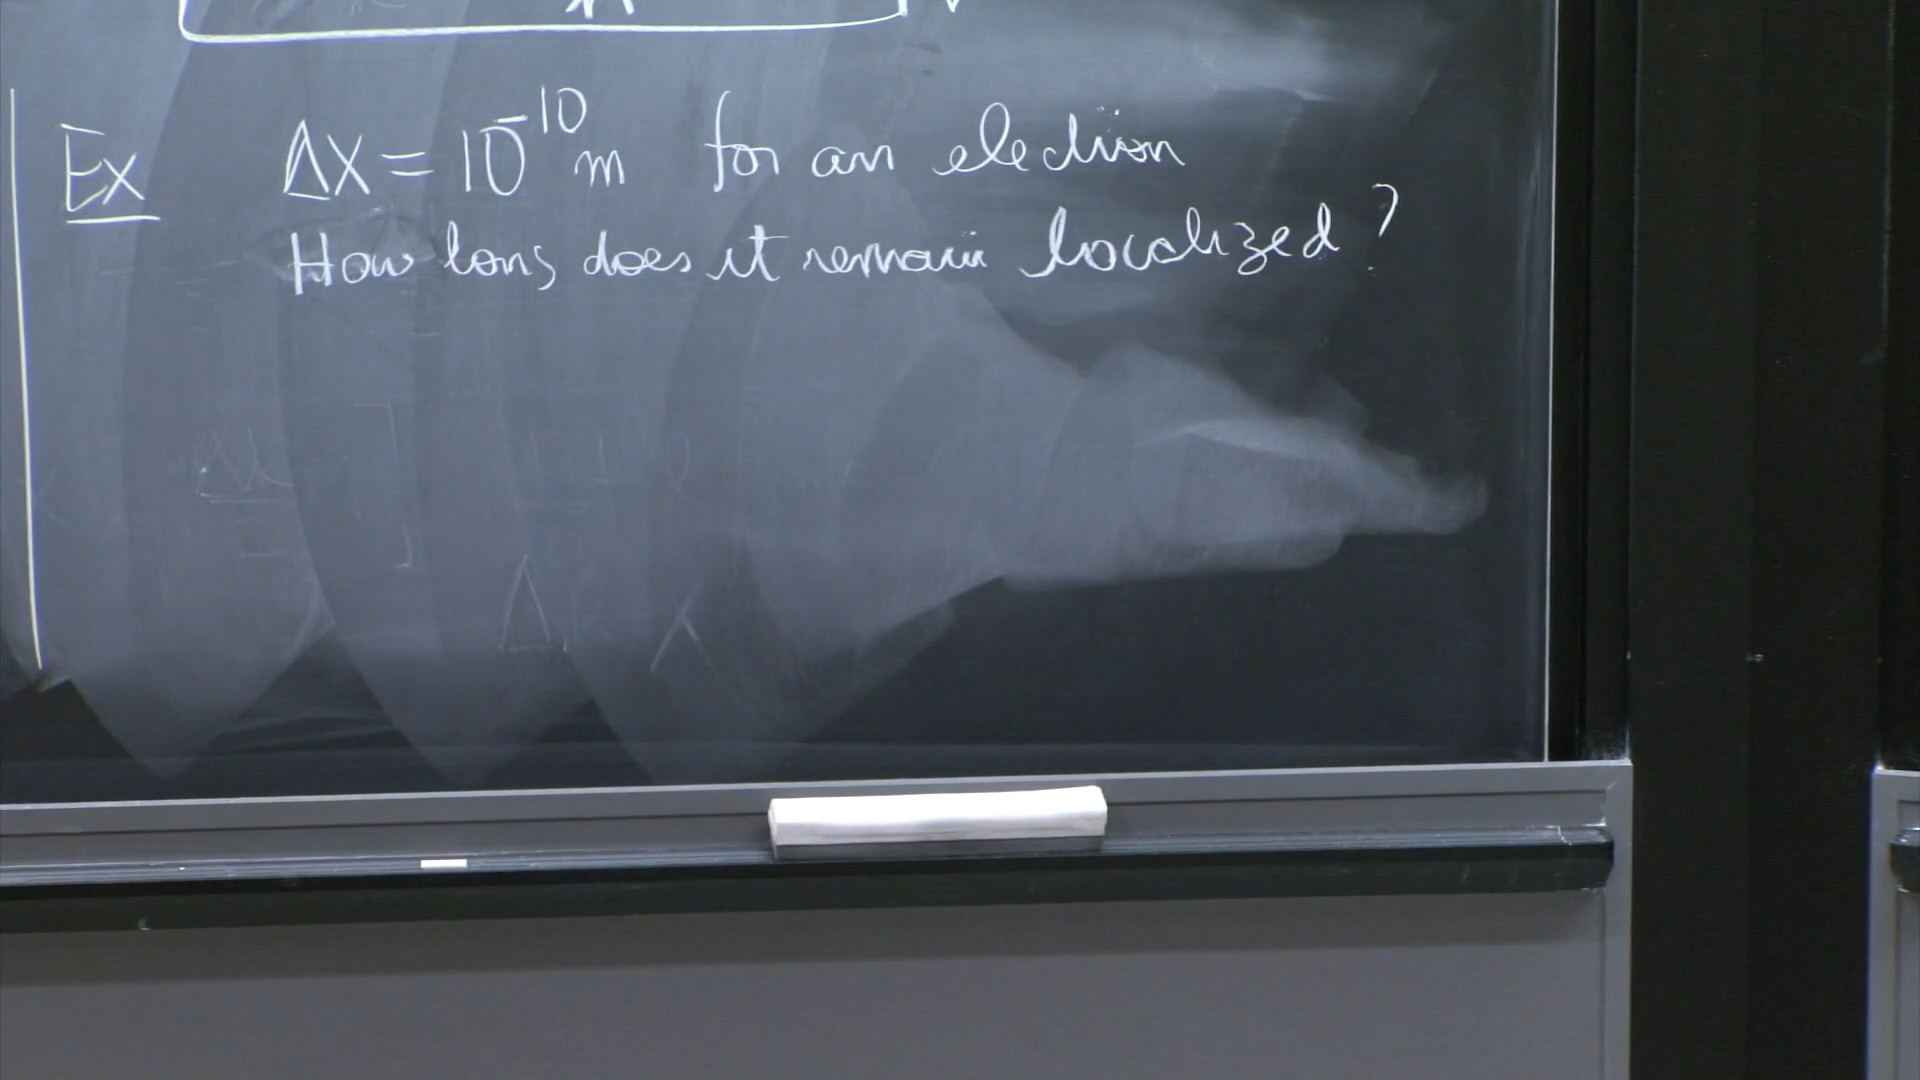 Ex Δx = 10⁻¹⁰ m for an electron
How long does it remain localized?